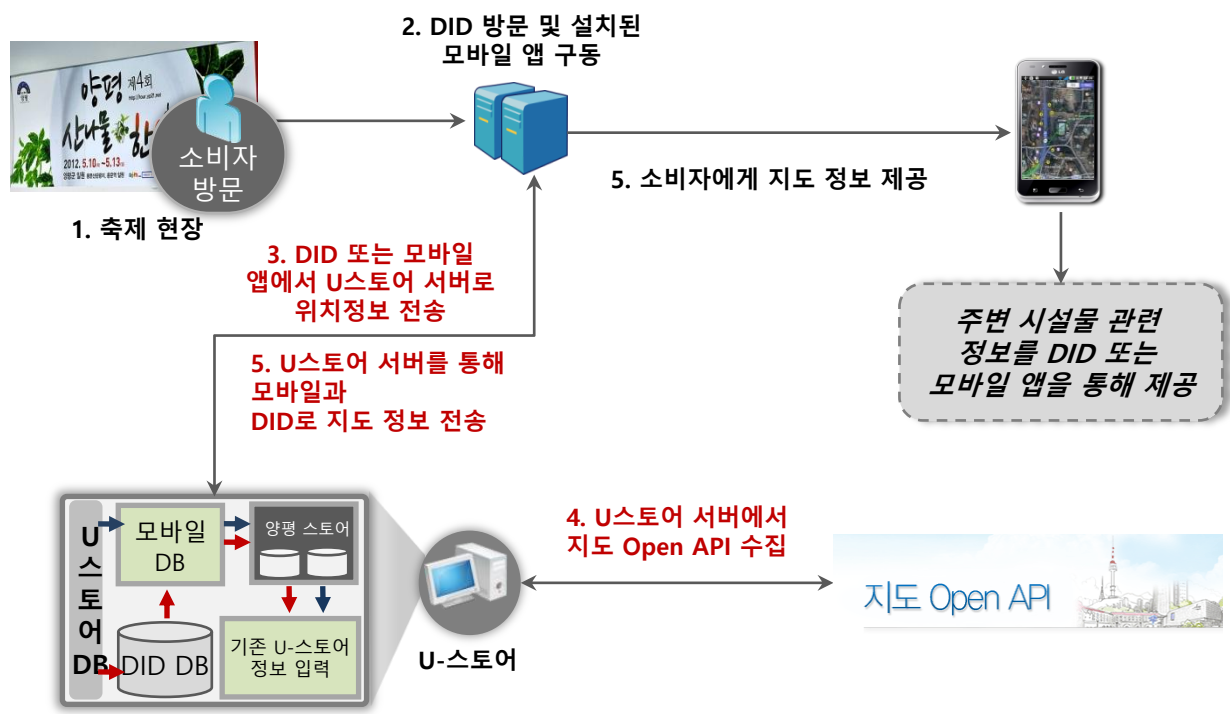 2. DID 방문 및 설치된
모바일 앱 구동
양평 제4회
산나물
한
2012. 5.10 ~5.13
소비자
방문
1. 축제 현장
5. 소비자에게 지도 정보 제공
3. DID 또는 모바일
앱에서 U스토어 서버로
위치정보 전송
주변 시설물 관련
정보를 DID 또는
모바일 앱을 통해 제공
5. U스토어 서버를 통해
모바일과
DID로 지도 정보 전송
U
스
토
어
DB
모바일
DB
양평 스토어
DID DB
기존 U-스토어
정보 입력
U-스토어
4. U스토어 서버에서
지도 Open API 수집
지도 Open API